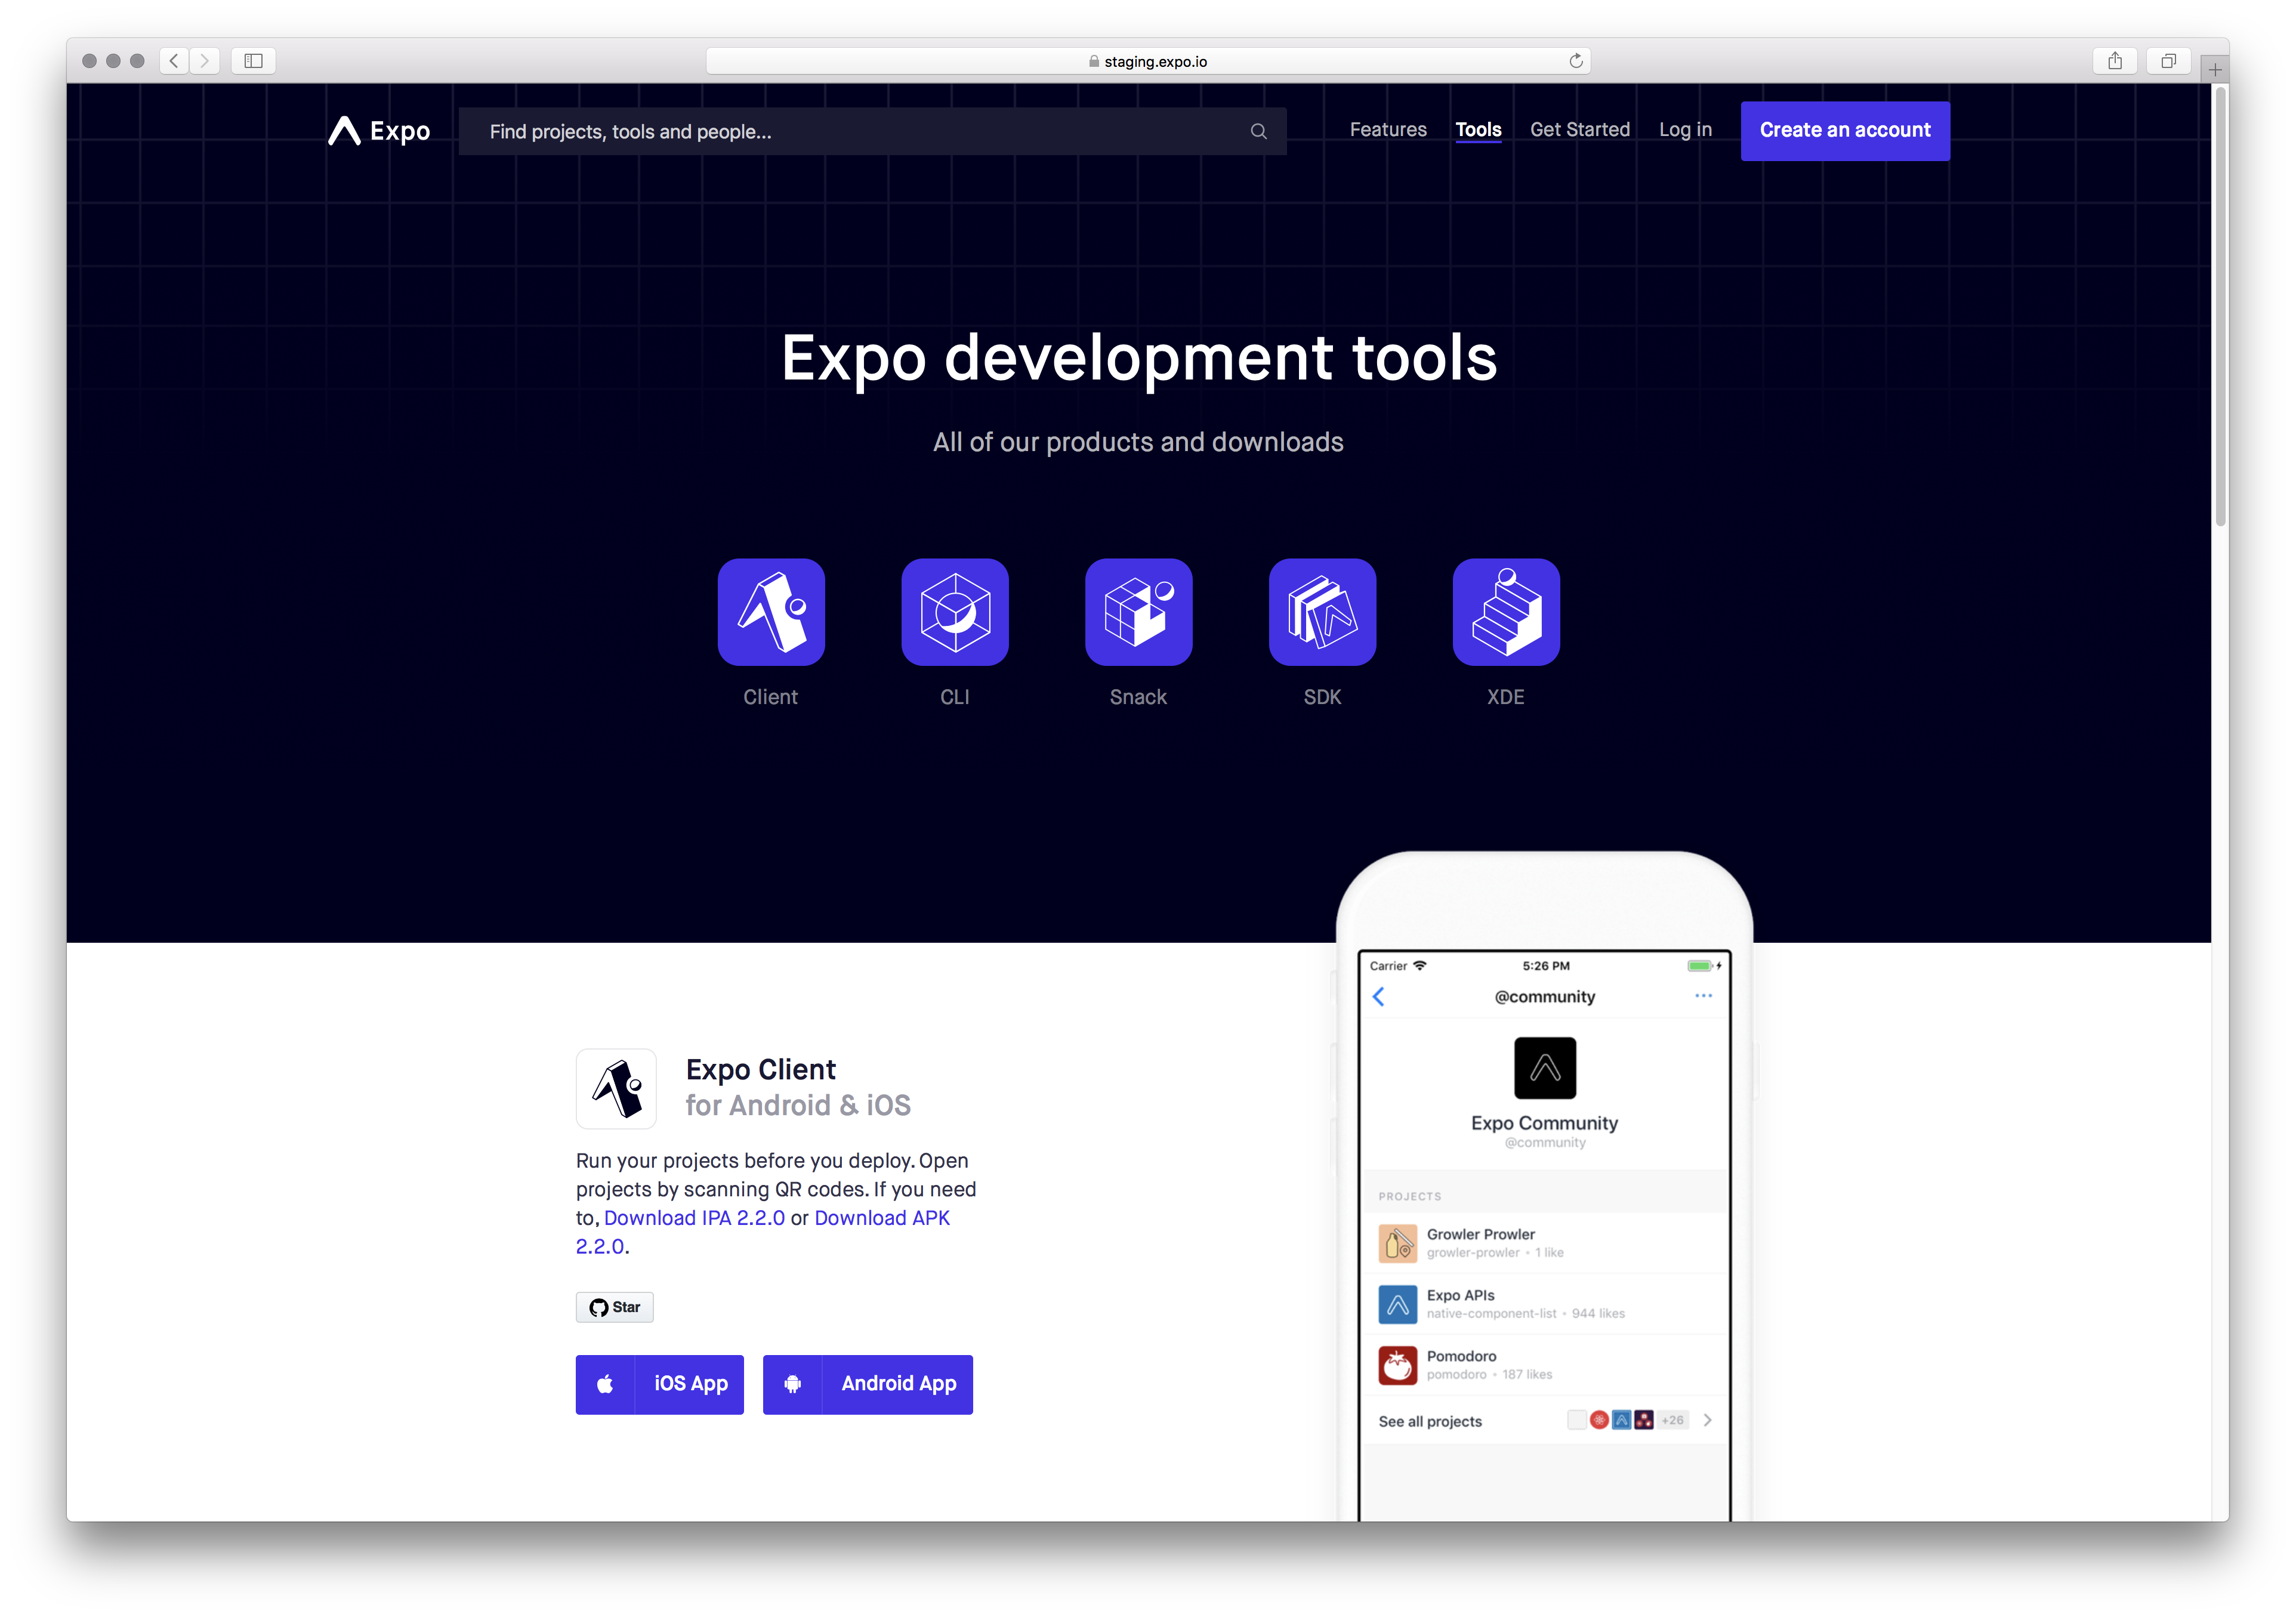 staging.expo.io
Expo
Find projects, tools and people...
Features
Tools
Get Started
Log in
Create an account
Expo development tools
All of our products and downloads
Client
CLI
Snack
SDK
XDE
Expo Client
for Android & iOS
Run your projects before you deploy. Open
projects by scanning QR codes. If you need
to, Download IPA 2.2.0 or Download APK
2.2.0.
Star
iOS App
Android App
Carrier
5:26 PM
@community
Expo Community
@community
PROJECTS
Growler Prowler
growler-prowler • 1 like
Expo APIs
native-component-list • 944 likes
Pomodoro
pomodoro • 187 likes
See all projects
+26